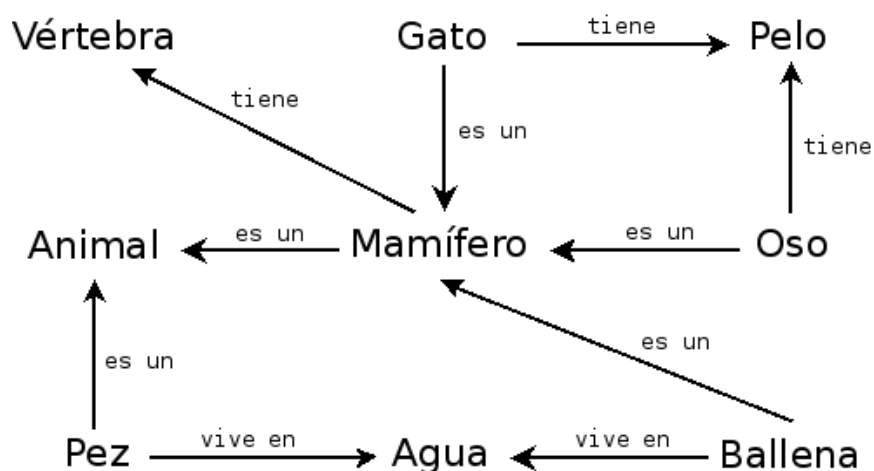 Vértebra Gato tiene Pelo
tiene
es un
tiene
Animal es un Mamífero es un Oso
es un
es un
Pez vive en Agua vive en Ballena